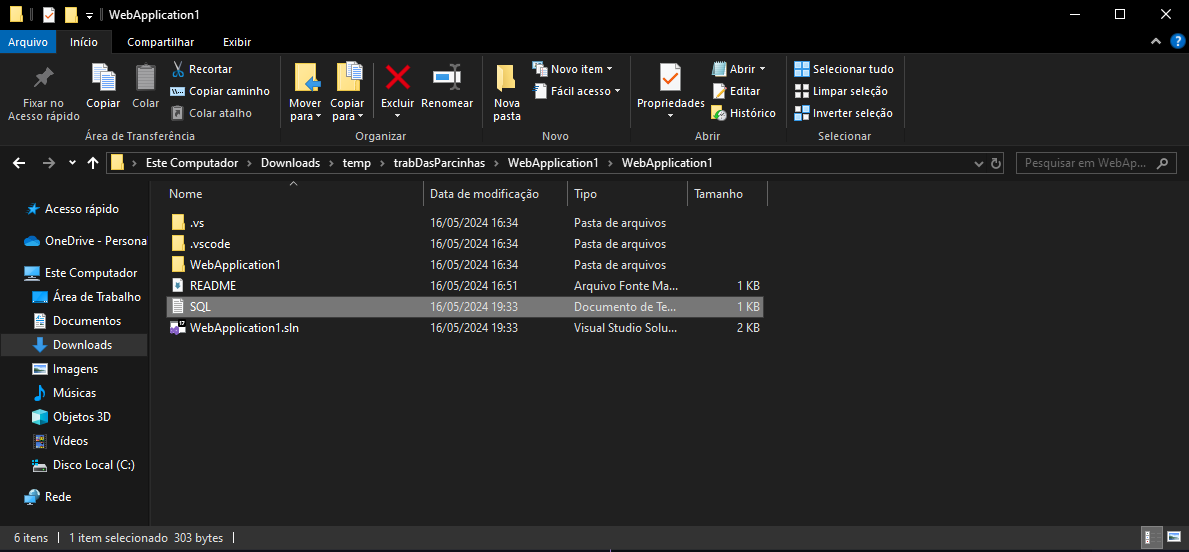 WebApplication1
Arquivo Início Compartilhar Exibir
Fixar no Acesso rápido
Copiar
Colar
Recortar
Copiar caminho
Colar atalho
Área de Transferência
Mover para
Copiar para
Excluir
Renomear
Organizar
Nova pasta
Novo item
Fácil acesso
Novo
Propriedades
Abrir
Editar
Histórico
Abrir
Selecionar tudo
Limpar seleção
Inverter seleção
Selecionar
Este Computador > Downloads > temp > trabDasParcinhas > WebApplication1 > WebApplication1
Pesquisar em WebAp...
Acesso rápido
OneDrive - Persona
Este Computador
Área de Trabalho
Documentos
Downloads
Imagens
Músicas
Objetos 3D
Vídeos
Disco Local (C:)
Rede
Nome Data de modificação Tipo Tamanho
.vs 16/05/2024 16:34 Pasta de arquivos
.vscode 16/05/2024 16:34 Pasta de arquivos
WebApplication1 16/05/2024 16:34 Pasta de arquivos
README 16/05/2024 16:51 Arquivo Fonte Ma... 1 KB
SQL 16/05/2024 19:33 Documento de Te... 1 KB
WebApplication1.sln 16/05/2024 19:33 Visual Studio Solu... 2 KB
6 itens 1 item selecionado 303 bytes